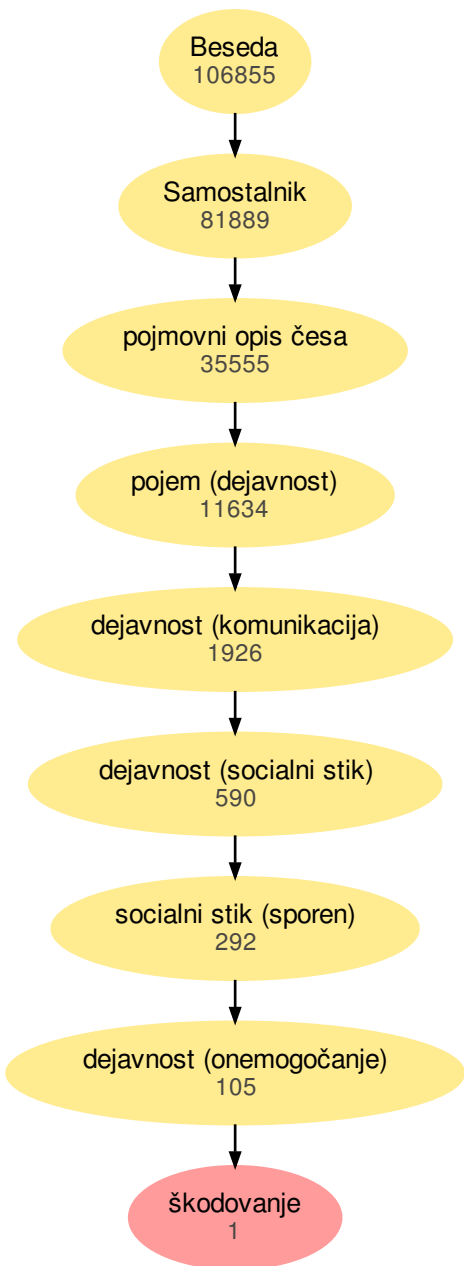 Beseda
106855
Samostalnik
81889
pojmovni opis česa
35555
pojem (dejavnost)
11634
dejavnost (komunikacija)
1926
dejavnost (socialni stik)
590
socialni stik (sporen)
292
dejavnost (onemogočanje)
105
škodovanje
1